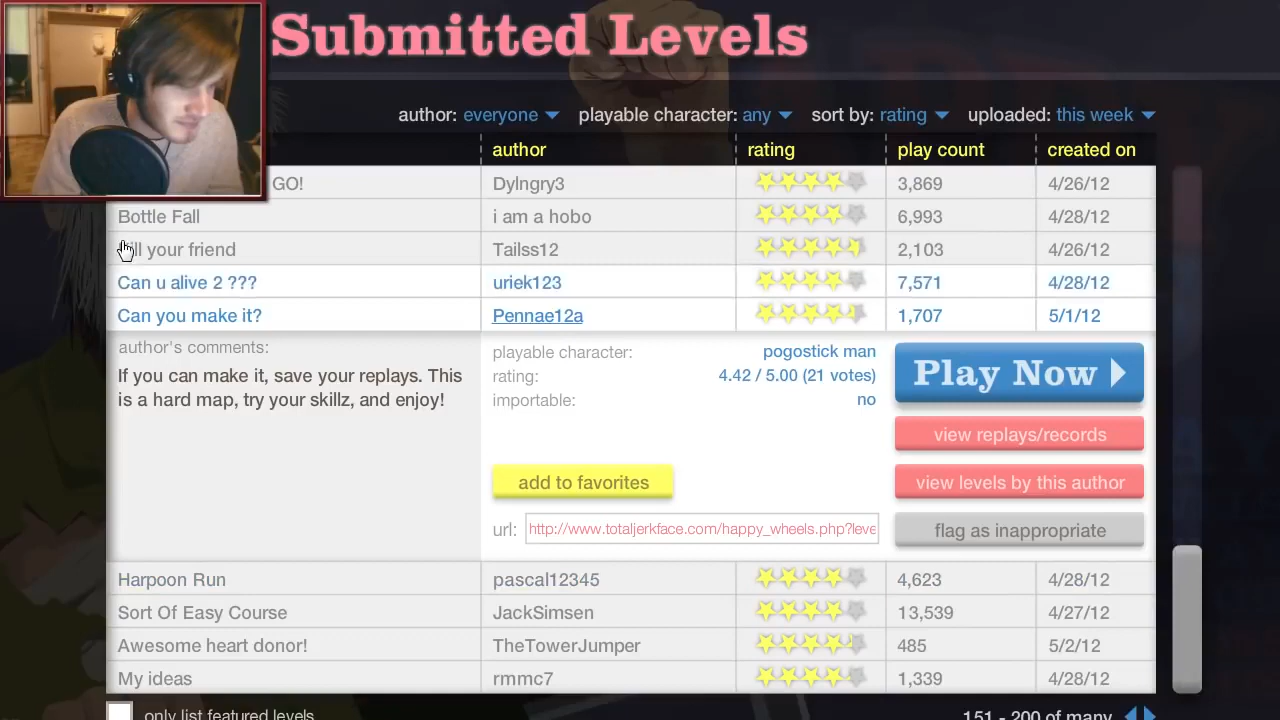 Submitted Levels
author: everyone playable character: any sort by: rating uploaded: this week
author rating play count created on
GO! Dylngry3 3,869 4/26/12
Bottle Fall i am a hobo 6,993 4/28/12
ill your friend Tailss12 2,103 4/26/12
Can u alive 2 ??? uriek123 7,571 4/28/12
Can you make it? Pennae12a 1,707 5/1/12
author's comments:
If you can make it, save your replays. This
is a hard map, try your skillz, and enjoy!
playable character: pogostick man
rating: 4.42 / 5.00 (21 votes)
importable: no
Play Now
view replays/records
add to favorites
view levels by this author
url: http://www.totaljerkface.com/happy_wheels.php?leve
flag as inappropriate
Harpoon Run pascal12345 4,623 4/28/12
Sort Of Easy Course JackSimsen 13,539 4/27/12
Awesome heart donor! TheTowerJumper 485 5/2/12
My ideas rmmc7 1,339 4/28/12
only list featured levels
151 - 200 of many